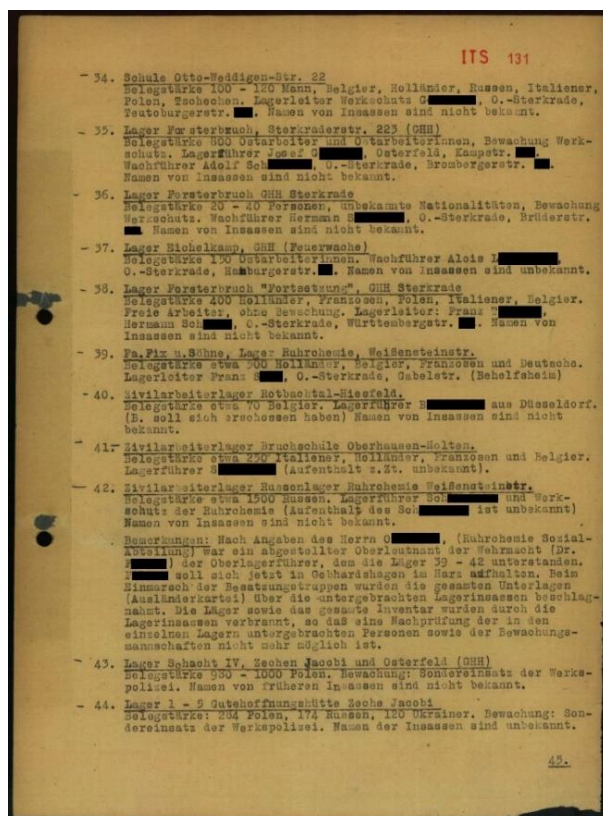 ITS 131
- 34. Schule Otto-Weddigen-Str. 22
Belegstärke 100 - 120 Mann, Belgier, Holländer, Russen, Italiener,
Polen, Tschechen. Lagerleiter Werkschutz G , O.-Sterkrade,
Teutoburgerstr. . Namen von Insassen sind nicht bekannt.
- 35. Lager Forsterbruch, Sterkraderstr. 223 (GHH)
Belegstärke 600 Ostarbeiter und Ostarbeiterinnen, Bewachung Werk-
schutz. Lagerführer Josef G , Osterfeld, Kampstr. .
Wachführer Adolf Sch , O.-Sterkrade, Brombergerstr. .
Namen von Insassen sind nicht bekannt.
- 36. Lager Forsterbruch GHH Sterkrade
Belegstärke 20 - 40 Personen, unbekannte Nationalitäten, Bewachung
Werkschutz. Wachführer Hermann S , O.-Sterkrade, Brüderstr.
. Namen von Insassen sind nicht bekannt.
- 37. Lager Eichelkamp, GHH (Feuerwache)
Belegstärke 150 Ostarbeiterinnen. Wachführer Alois L ,
O.-Sterkrade, Hamburgerstr. . Namen von Insassen sind unbekannt.
- 38. Lager Forsterbruch "Fortsetzung", GHH Sterkrade
Belegstärke 400 Holländer, Franzosen, Polen, Italiener, Belgier.
Freie Arbeiter, ohne Bewachung. Lagerleiter: Franz T ,
Hermann Sch , O.-Sterkrade, Württembergstr. . Namen von
Insassen sind nicht bekannt.
- 39. Fa. Fix u. Söhne, Lager Ruhrchemie, Weißensteinstr.
Belegstärke etwa 500 Holländer, Belgier, Franzosen und Deutsche.
Lagerleiter Franz S , O.-Sterkrade, Gabelstr. (Behelfsheim)
- 40. Zivilarbeiterlager Rotbachtal-Hiesfeld.
Belegstärke etwa 70 Belgier. Lagerführer B aus Düsseldorf.
(B. soll sich erschossen haben) Namen von Insassen sind nicht
bekannt.
- 41.- Zivilarbeiterlager Bruchschule Oberhausen-Holten.
Belegstärke etwa 250 Italiener, Holländer, Franzosen und Belgier.
Lagerführer S (Aufenthalt z.Zt. unbekannt).
- 42. Zivilarbeiterlager Russenlager Ruhrchemie Weißensteinstr.
Belegstärke etwa 1500 Russen. Lagerführer Sch und Werk-
schutz der Ruhrchemie (Aufenthalt des Sch ist unbekannt)
Namen von Insassen sind nicht bekannt.
Bemerkungen: Nach Angaben des Herrn O , (Ruhrchemie Sozial-
Abteilung) war ein abgestellter Oberleutnant der Wehrmacht (Dr.
F ) der Oberlagerführer, dem die Läger 39 - 42 unterstanden.
F soll sich jetzt in Gebhardshagen im Harz aufhalten. Beim
Einmarsch der Besatzungstruppen wurden die gesamten Unterlagen
(Ausländerkartei) über die untergebrachten Lagerinsassen beschlag-
nahmt. Die Läger sowie das gesamte Inventar wurden durch die
Lagerinsassen verbrannt, so daß eine Nachprüfung der in den
einzelnen Lagern untergebrachten Personen sowie der Bewachungs-
mannschaften nicht mehr möglich ist.
- 43. Lager Schacht IV, Zechen Jacobi und Osterfeld (GHH)
Belegstärke 930 - 1000 Polen. Bewachung: Sondereinsatz der Werks-
polizei. Namen von früheren Insassen sind nicht bekannt.
- 44. Lager 1 - 5 Gutehoffnungshütte Zeche Jacobi
Belegstärke: 204 Polen, 174 Russen, 120 Ukrainer. Bewachung: Son-
dereinsatz der Werkspolizei. Namen der Insassen sind unbekannt.
45.